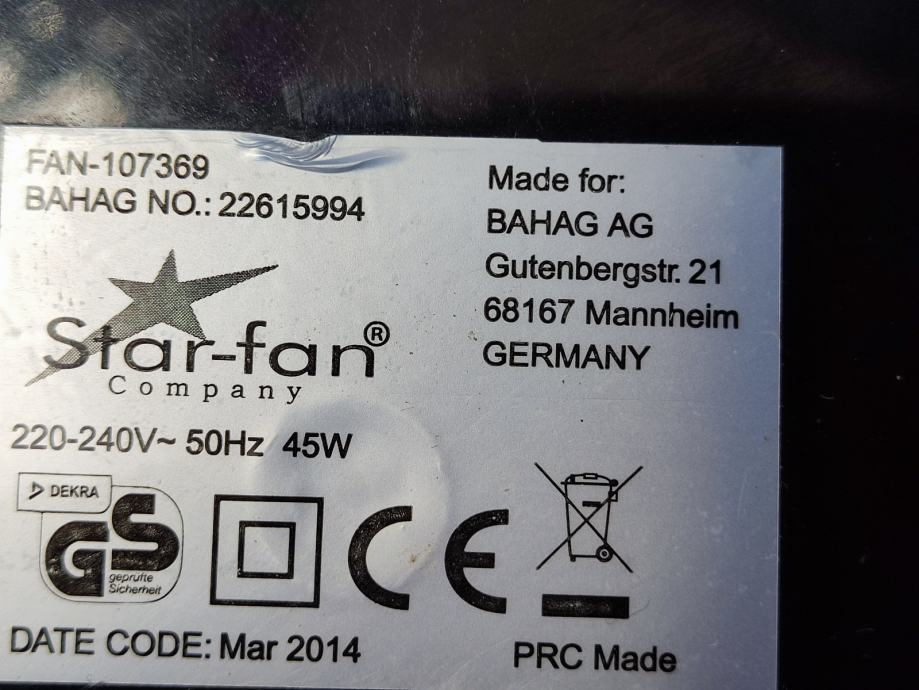 FAN-107369
BAHAG NO.: 22615994
Star-fan®
Company
220-240V~ 50Hz 45W
Made for:
BAHAG AG
Gutenbergstr. 21
68167 Mannheim
GERMANY
DEKRA
GS
geprüfte
Sicherheit
CE
DATE CODE: Mar 2014
PRC Made